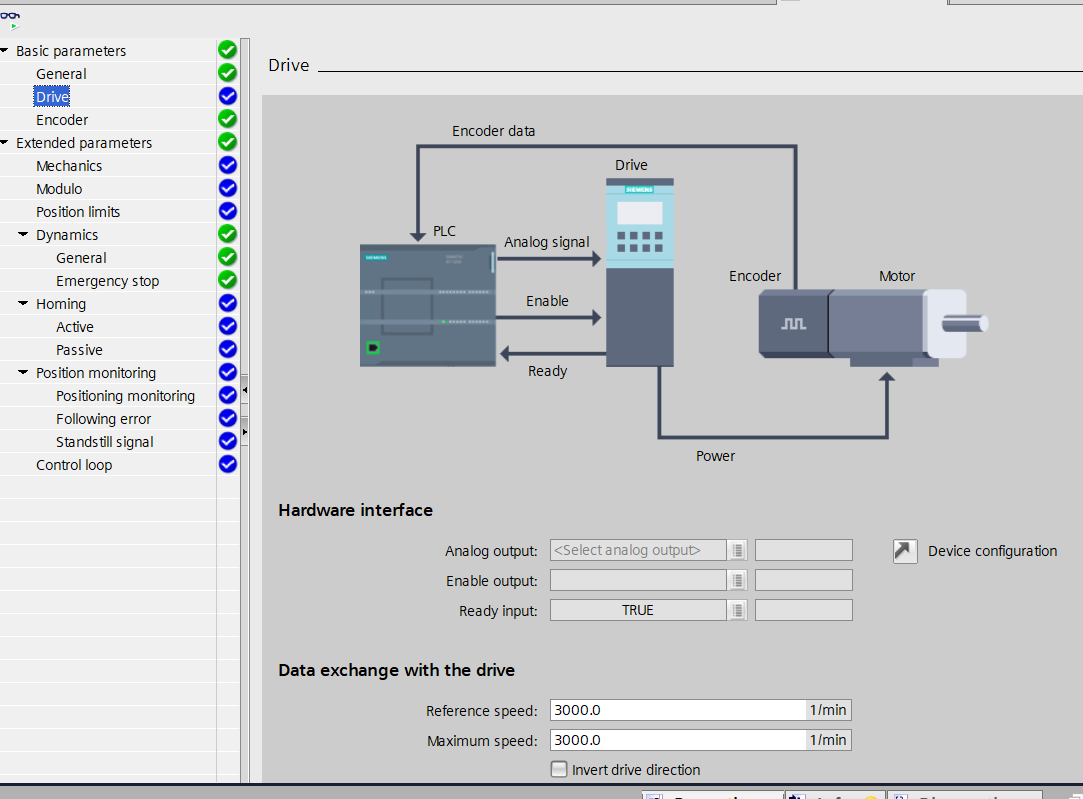 Basic parameters
General
Drive
Encoder
Extended parameters
Mechanics
Modulo
Position limits
Dynamics
General
Emergency stop
Homing
Active
Passive
Position monitoring
Positioning monitoring
Following error
Standstill signal
Control loop
Drive
Encoder data
Drive
SIEMENS
PLC
SIEMENS
Analog signal
Enable
Ready
Encoder
Motor
Power
Hardware interface
Analog output: <Select analog output>
Device configuration
Enable output:
Ready input: TRUE
Data exchange with the drive
Reference speed: 3000.0 1/min
Maximum speed: 3000.0 1/min
Invert drive direction